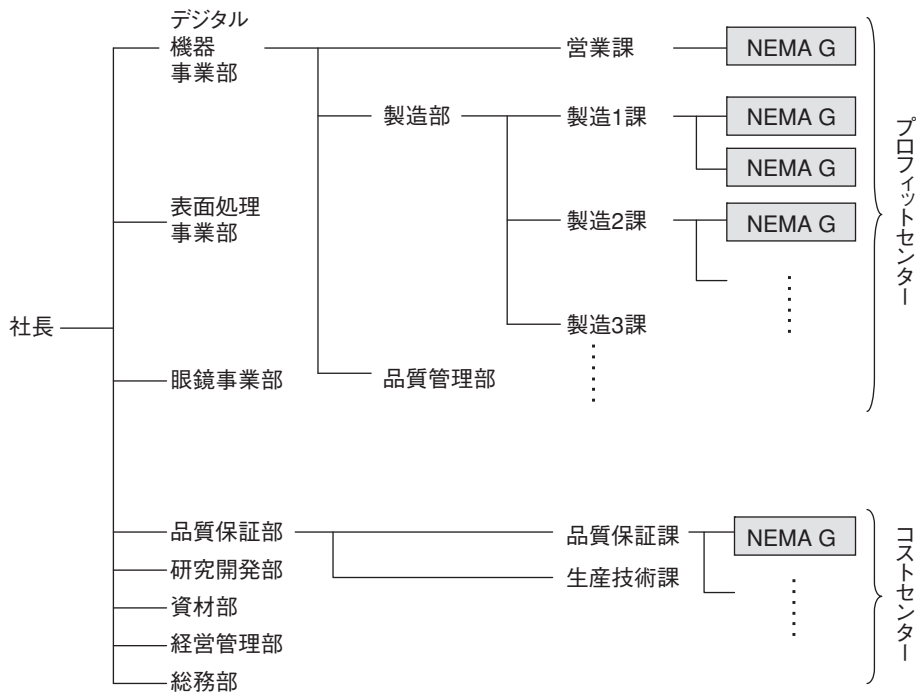 デジタル
機器
事業部
営業課
NEMA G
製造部
製造1課
NEMA G
NEMA G
表面処理
事業部
製造2課
NEMA G
プロフィットセンター
社長
製造3課
眼鏡事業部
品質管理部
品質保証部
品質保証課
NEMA G
研究開発部
生産技術課
資材部
経営管理部
総務部
コストセンター